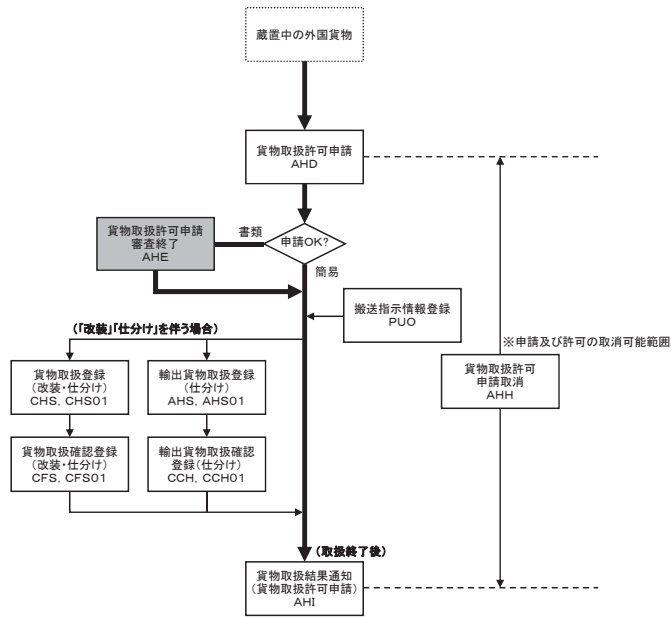 蔵置中の外国貨物
貨物取扱許可申請
AHD
貨物取扱許可申請
審査終了
AHE
書類
申請OK?
簡易
搬送指示情報登録
PUO
(「改装」「仕分け」を伴う場合)
※申請及び許可の取消可能範囲
貨物取扱登録
(改装・仕分け)
CHS, CHS01
輸出貨物取扱登録
(仕分け)
AHS, AHS01
貨物取扱許可
申請取消
AHH
貨物取扱確認登録
(改装・仕分け)
CFS, CFS01
輸出貨物取扱確認
登録(仕分け)
CCH, CCH01
(取扱終了後)
貨物取扱結果通知
(貨物取扱許可申請)
AHI